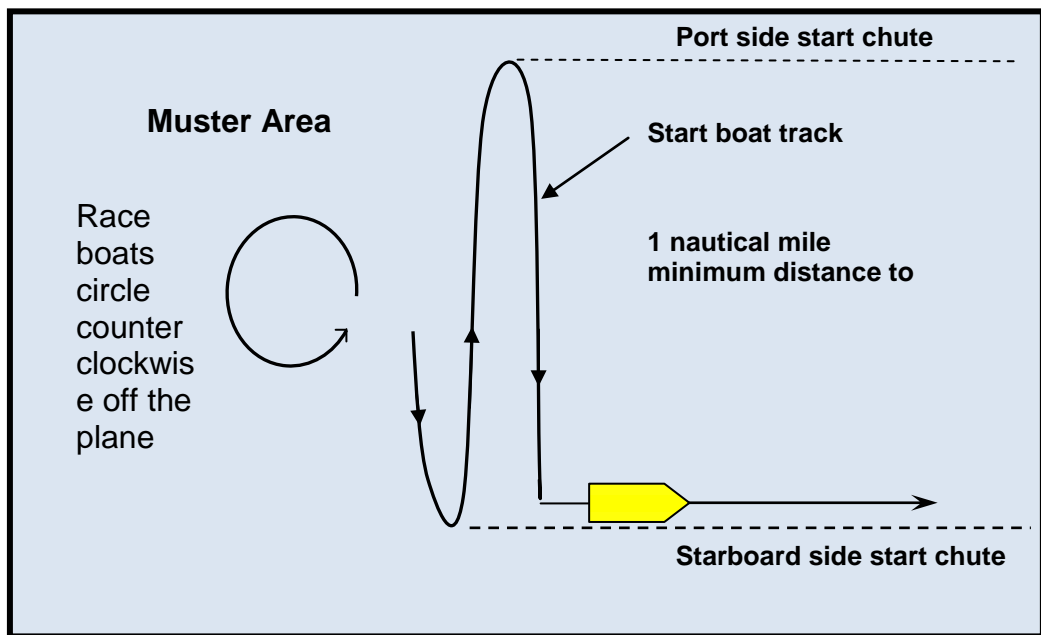 Port side start chute
Muster Area
Start boat track
Race
boats
circle
counter
clockwis
e off the
plane
1 nautical mile
minimum distance to
Starboard side start chute